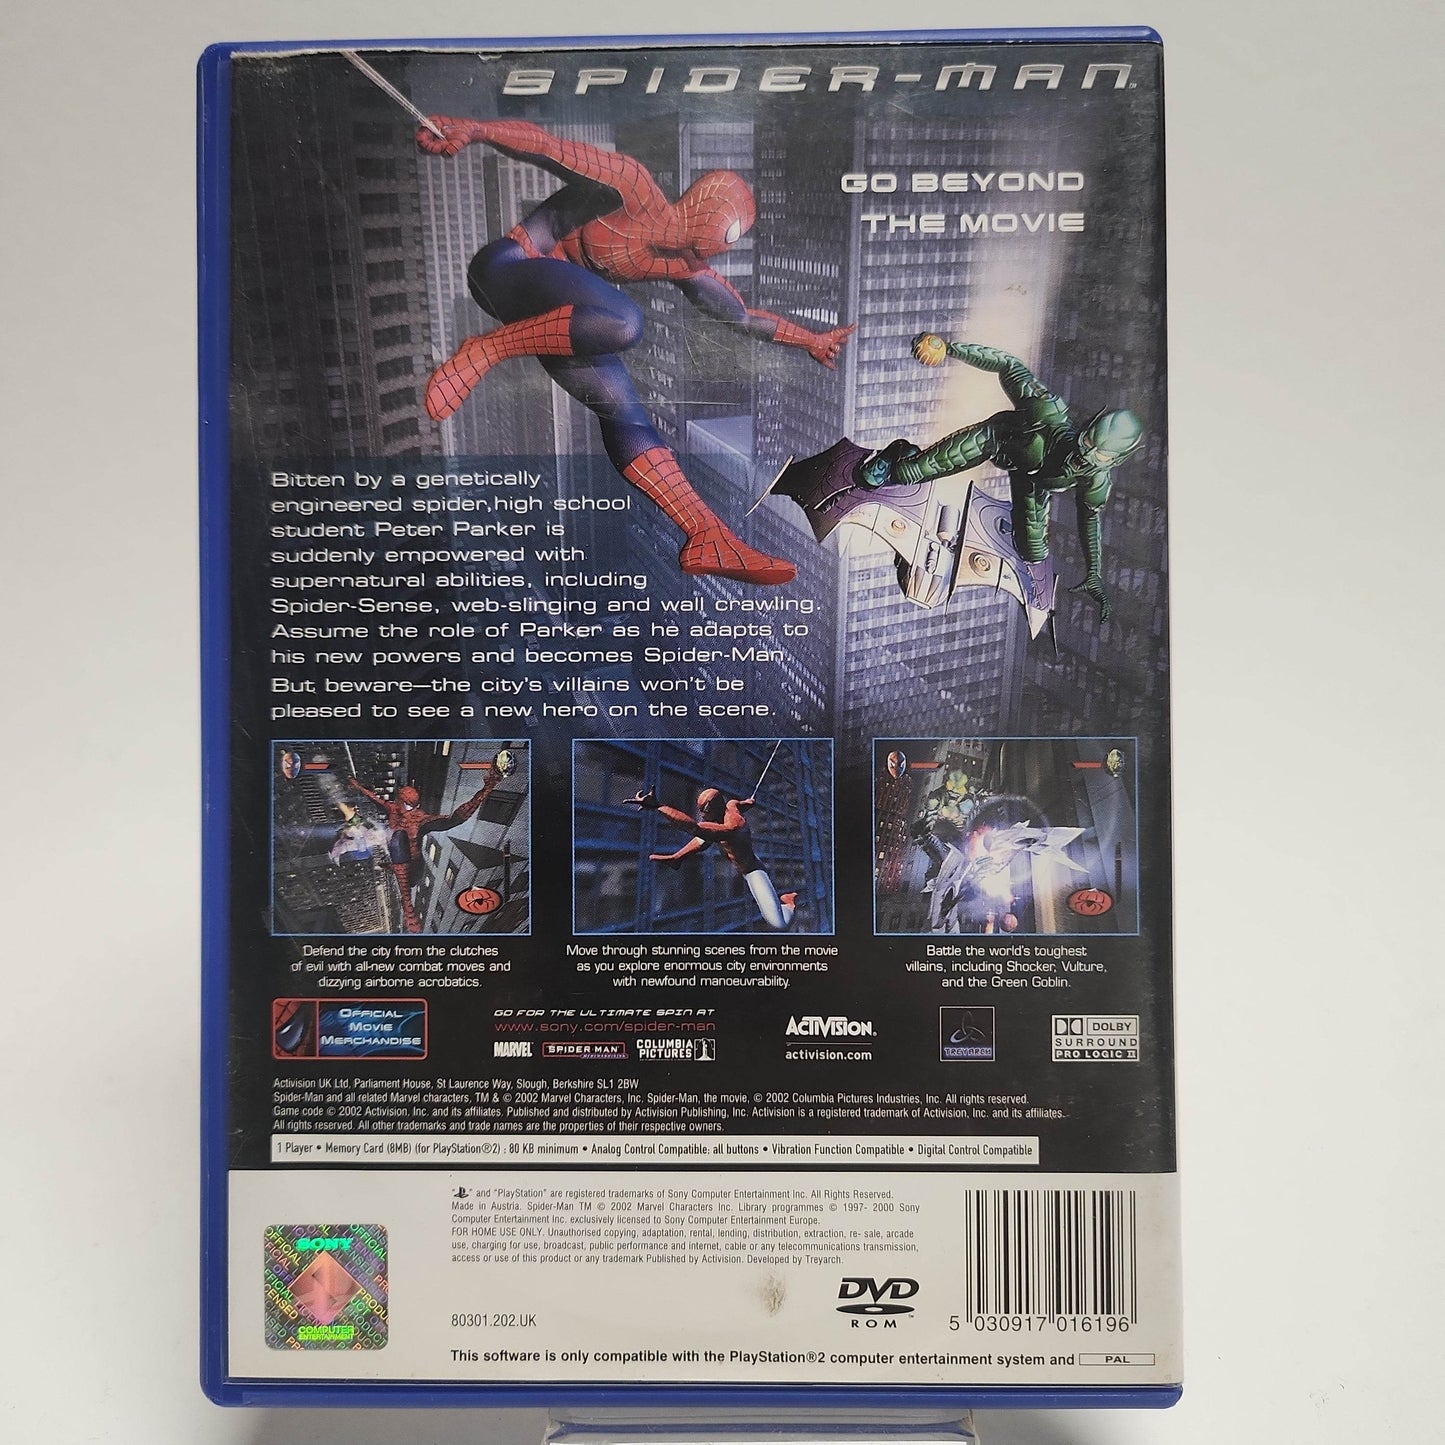 SPIDER-MAN™
GO BEYOND
THE MOVIE
Bitten by a genetically
engineered spider, high school
student Peter Parker is
suddenly empowered with
supernatural abilities, including
Spider-Sense, web-slinging and wall crawling.
Assume the role of Parker as he adapts to
his new powers and becomes Spider-Man.
But beware—the city's villains won't be
pleased to see a new hero on the scene.
Defend the city from the clutches
of evil with all-new combat moves and
dizzying airborne acrobatics.
Move through stunning scenes from the movie
as you explore enormous city environments
with newfound manoeuvrability.
Battle the world's toughest
villains, including Shocker, Vulture,
and the Green Goblin.
OFFICIAL
MOVIE
MERCHANDISE
GO FOR THE ULTIMATE SPIN AT
www.sony.com/spider-man
MARVEL
SPIDER-MAN
MERCHANDISE
COLUMBIA
PICTURES
ACTIVISION®
activision.com
TREYARCH
DOLBY
SURROUND
PRO LOGIC II
Activision UK Ltd, Parliament House, St Laurence Way, Slough, Berkshire SL1 2BW
Spider-Man and all related Marvel characters, TM & © 2002 Marvel Characters, Inc. Spider-Man, the movie, © 2002 Columbia Pictures Industries, Inc. All rights reserved.
Game code © 2002 Activision, Inc. and its affiliates. Published and distributed by Activision Publishing, Inc. Activision is a registered trademark of Activision, Inc. and its affiliates.
All rights reserved. All other trademarks and trade names are the properties of their respective owners.
1 Player • Memory Card (8MB) (for PlayStation®2) : 80 KB minimum • Analog Control Compatible: all buttons • Vibration Function Compatible • Digital Control Compatible
" " and "PlayStation" are registered trademarks of Sony Computer Entertainment Inc. All Rights Reserved.
Made in Austria. Spider-Man TM © 2002 Marvel Characters Inc. Library programmes © 1997- 2000 Sony
Computer Entertainment Inc. exclusively licensed to Sony Computer Entertainment Europe.
FOR HOME USE ONLY. Unauthorised copying, adaptation, rental, lending, distribution, extraction, re- sale, arcade
use, charging for use, broadcast, public performance and internet, cable or any telecommunications transmission,
access or use of this product or any trademark Published by Activision. Developed by Treyarch.
SONY
COMPUTER
ENTERTAINMENT
80301.202.UK
DVD
ROM
5 030917 016196
This software is only compatible with the PlayStation®2 computer entertainment system and PAL